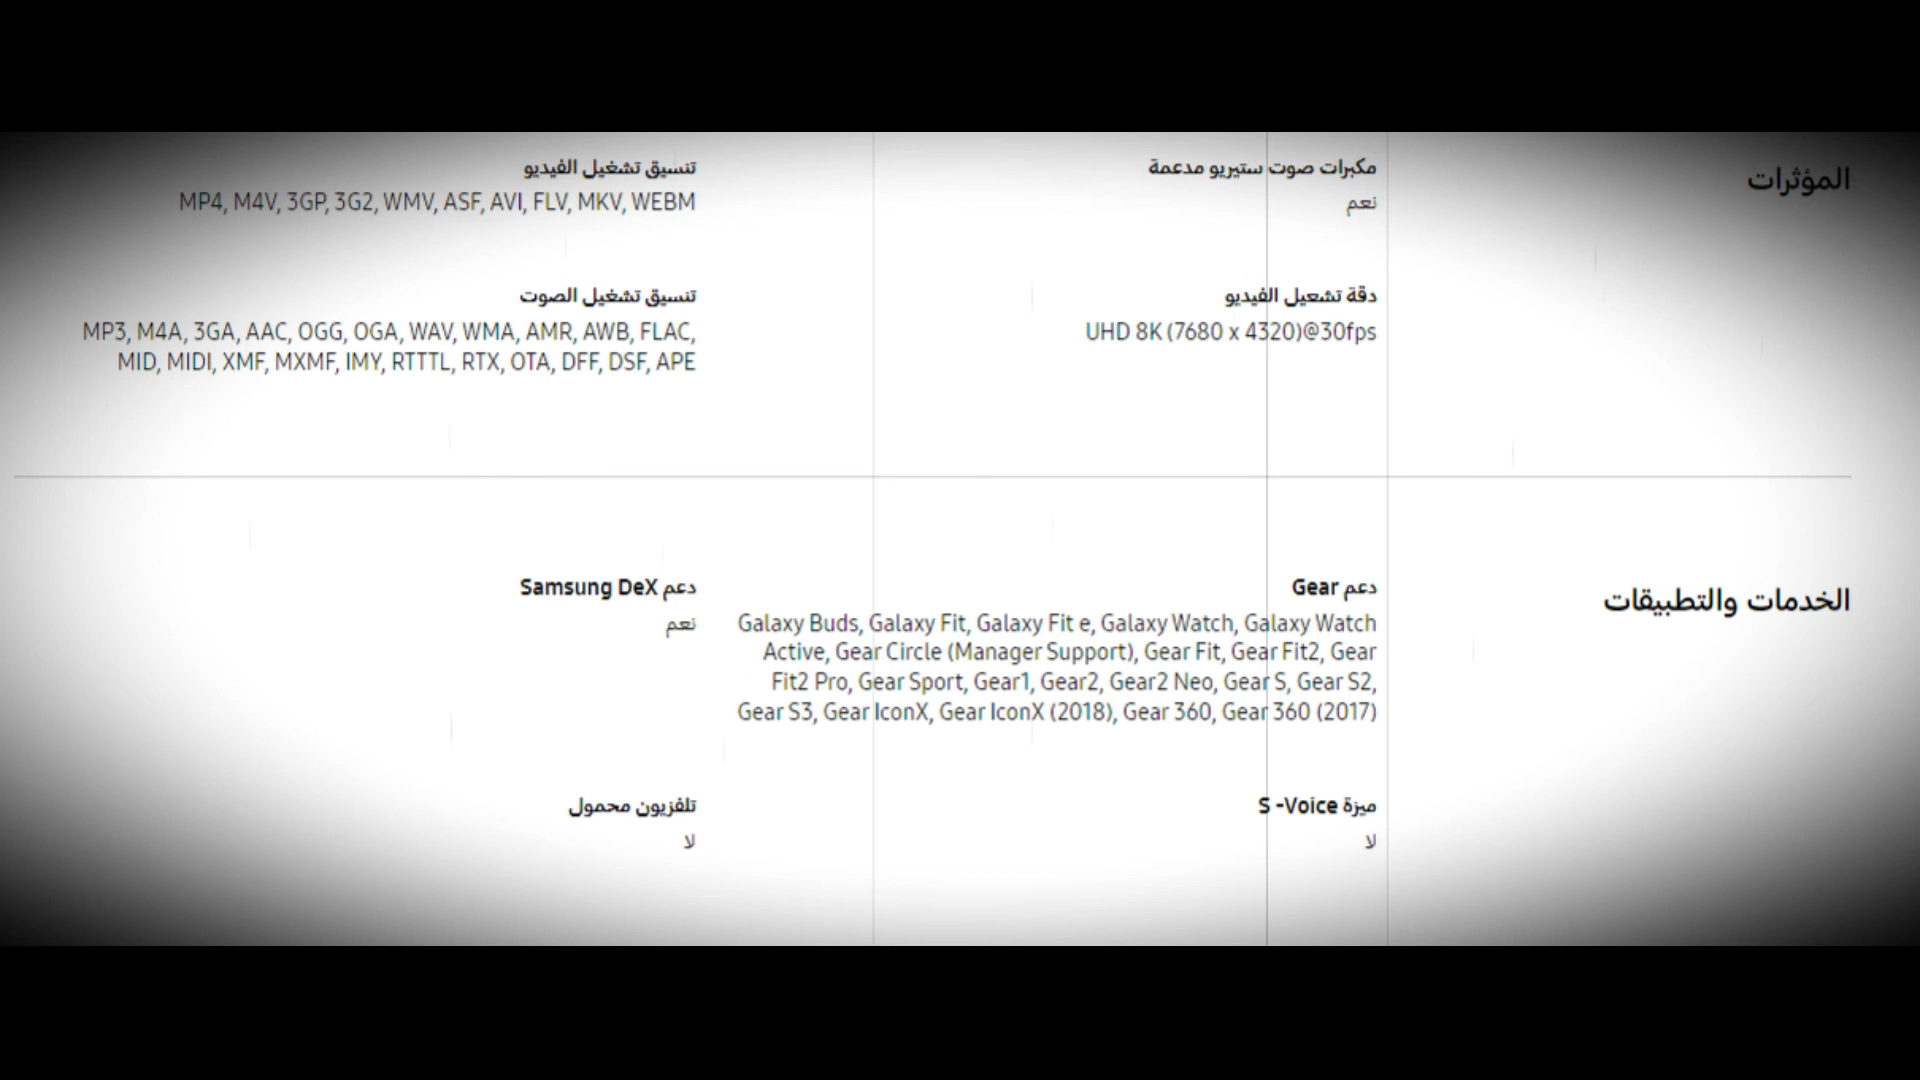 المؤثرات
مكبرات صوت ستيريو مدعمة
نعم
تنسيق تشغيل الفيديو
MP4, M4V, 3GP, 3G2, WMV, ASF, AVI, FLV, MKV, WEBM
دقة تشعيل الفيديو
UHD 8K (7680 x 4320)@30fps
تنسيق تشغيل الصوت
MP3, M4A, 3GA, AAC, OGG, OGA, WAV, WMA, AMR, AWB, FLAC,
MID, MIDI, XMF, MXMF, IMY, RTTTL, RTX, OTA, DFF, DSF, APE
الخدمات والتطبيقات
دعم Gear
Galaxy Buds, Galaxy Fit, Galaxy Fit e, Galaxy Watch, Galaxy Watch
Active, Gear Circle (Manager Support), Gear Fit, Gear Fit2, Gear
Fit2 Pro, Gear Sport, Gear1, Gear2, Gear2 Neo, Gear S, Gear S2,
Gear S3, Gear IconX, Gear IconX (2018), Gear 360, Gear 360 (2017)
دعم Samsung DeX
نعم
ميزة S -Voice
لا
تلفزيون محمول
لا